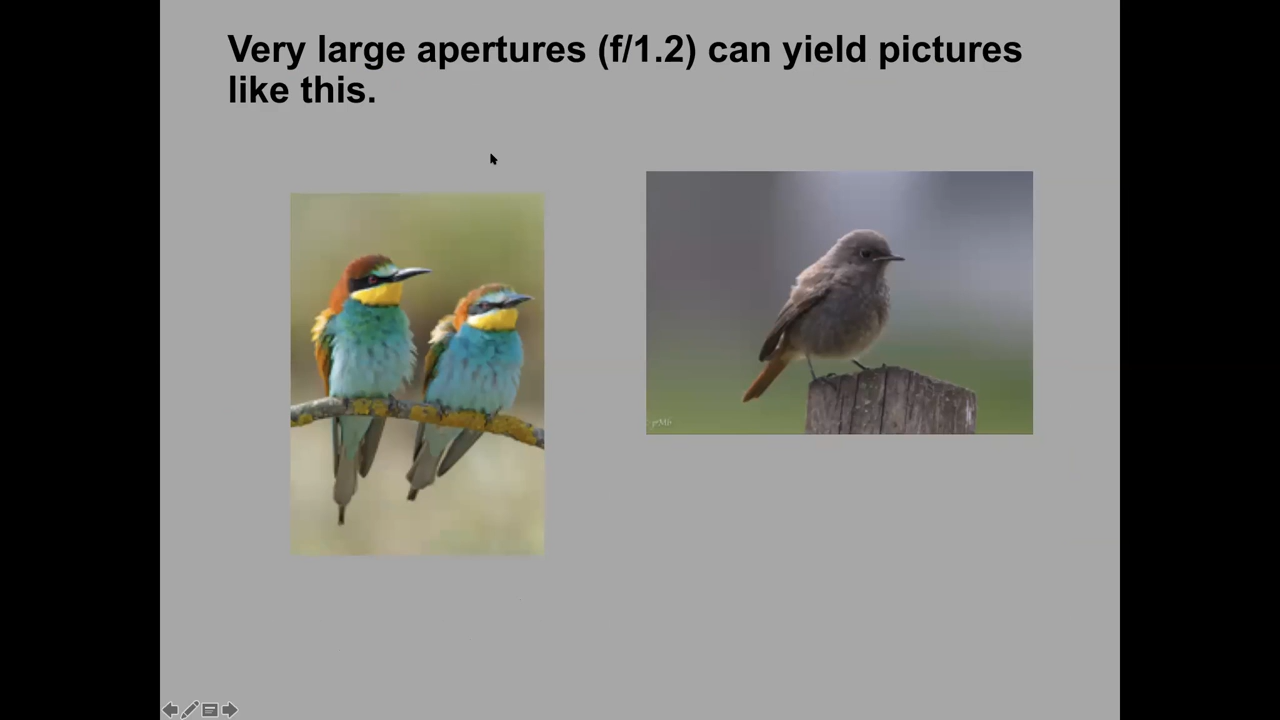 Very large apertures (f/1.2) can yield pictures
like this.